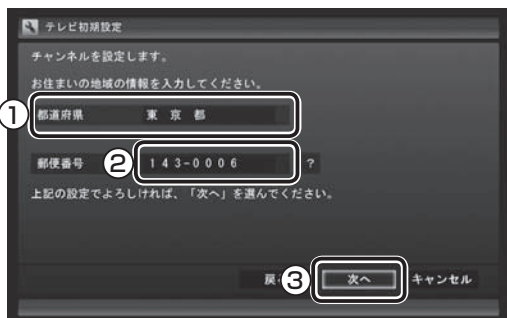 テレビ初期設定
チャンネルを設定します。
お住まいの地域の情報を入力してください。
① 都道府県 東京都
郵便番号 ② 143-0006 ?
上記の設定でよろしければ、「次へ」を選んでください。
戻 ③ 次へ キャンセル